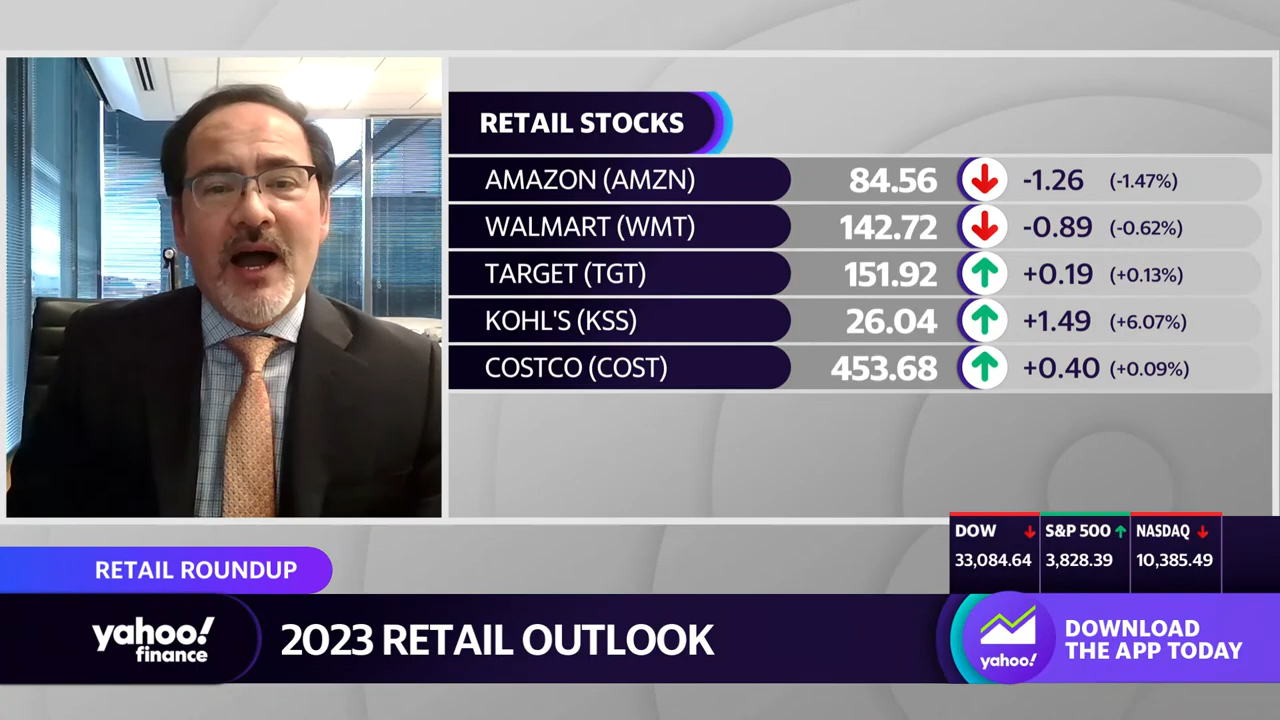 RETAIL STOCKS
AMAZON (AMZN) 84.56 -1.26 (-1.47%)
WALMART (WMT) 142.72 -0.89 (-0.62%)
TARGET (TGT) 151.92 +0.19 (+0.13%)
KOHL'S (KSS) 26.04 +1.49 (+6.07%)
COSTCO (COST) 453.68 +0.40 (+0.09%)
DOW S&P 500 NASDAQ
33,084.64 3,828.39 10,385.49
RETAIL ROUNDUP
yahoo!
finance
2023 RETAIL OUTLOOK
yahoo!
DOWNLOAD
THE APP TODAY